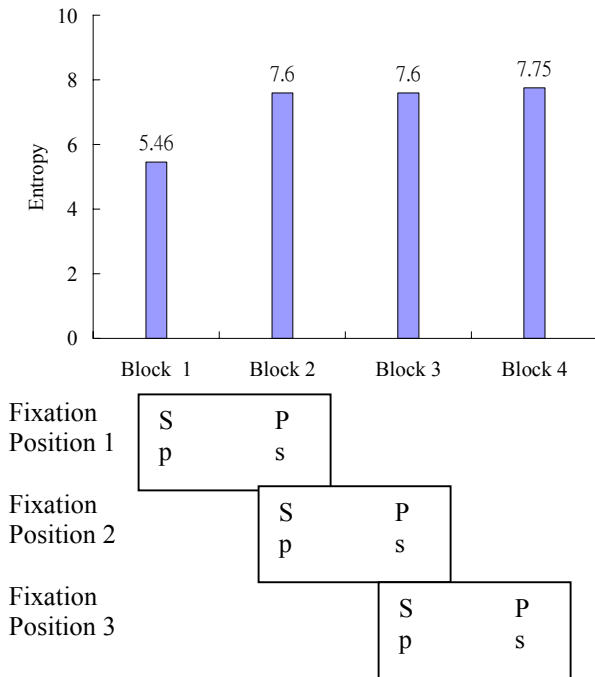 10
7.75
7.6
7.6
8
5.46
6
Entropy
4
2
0
Block 1 Block 2 Block 3 Block 4
Fixation
Position 1
S P
p s
Fixation
Position 2
S P
p s
Fixation
Position 3
S P
p s